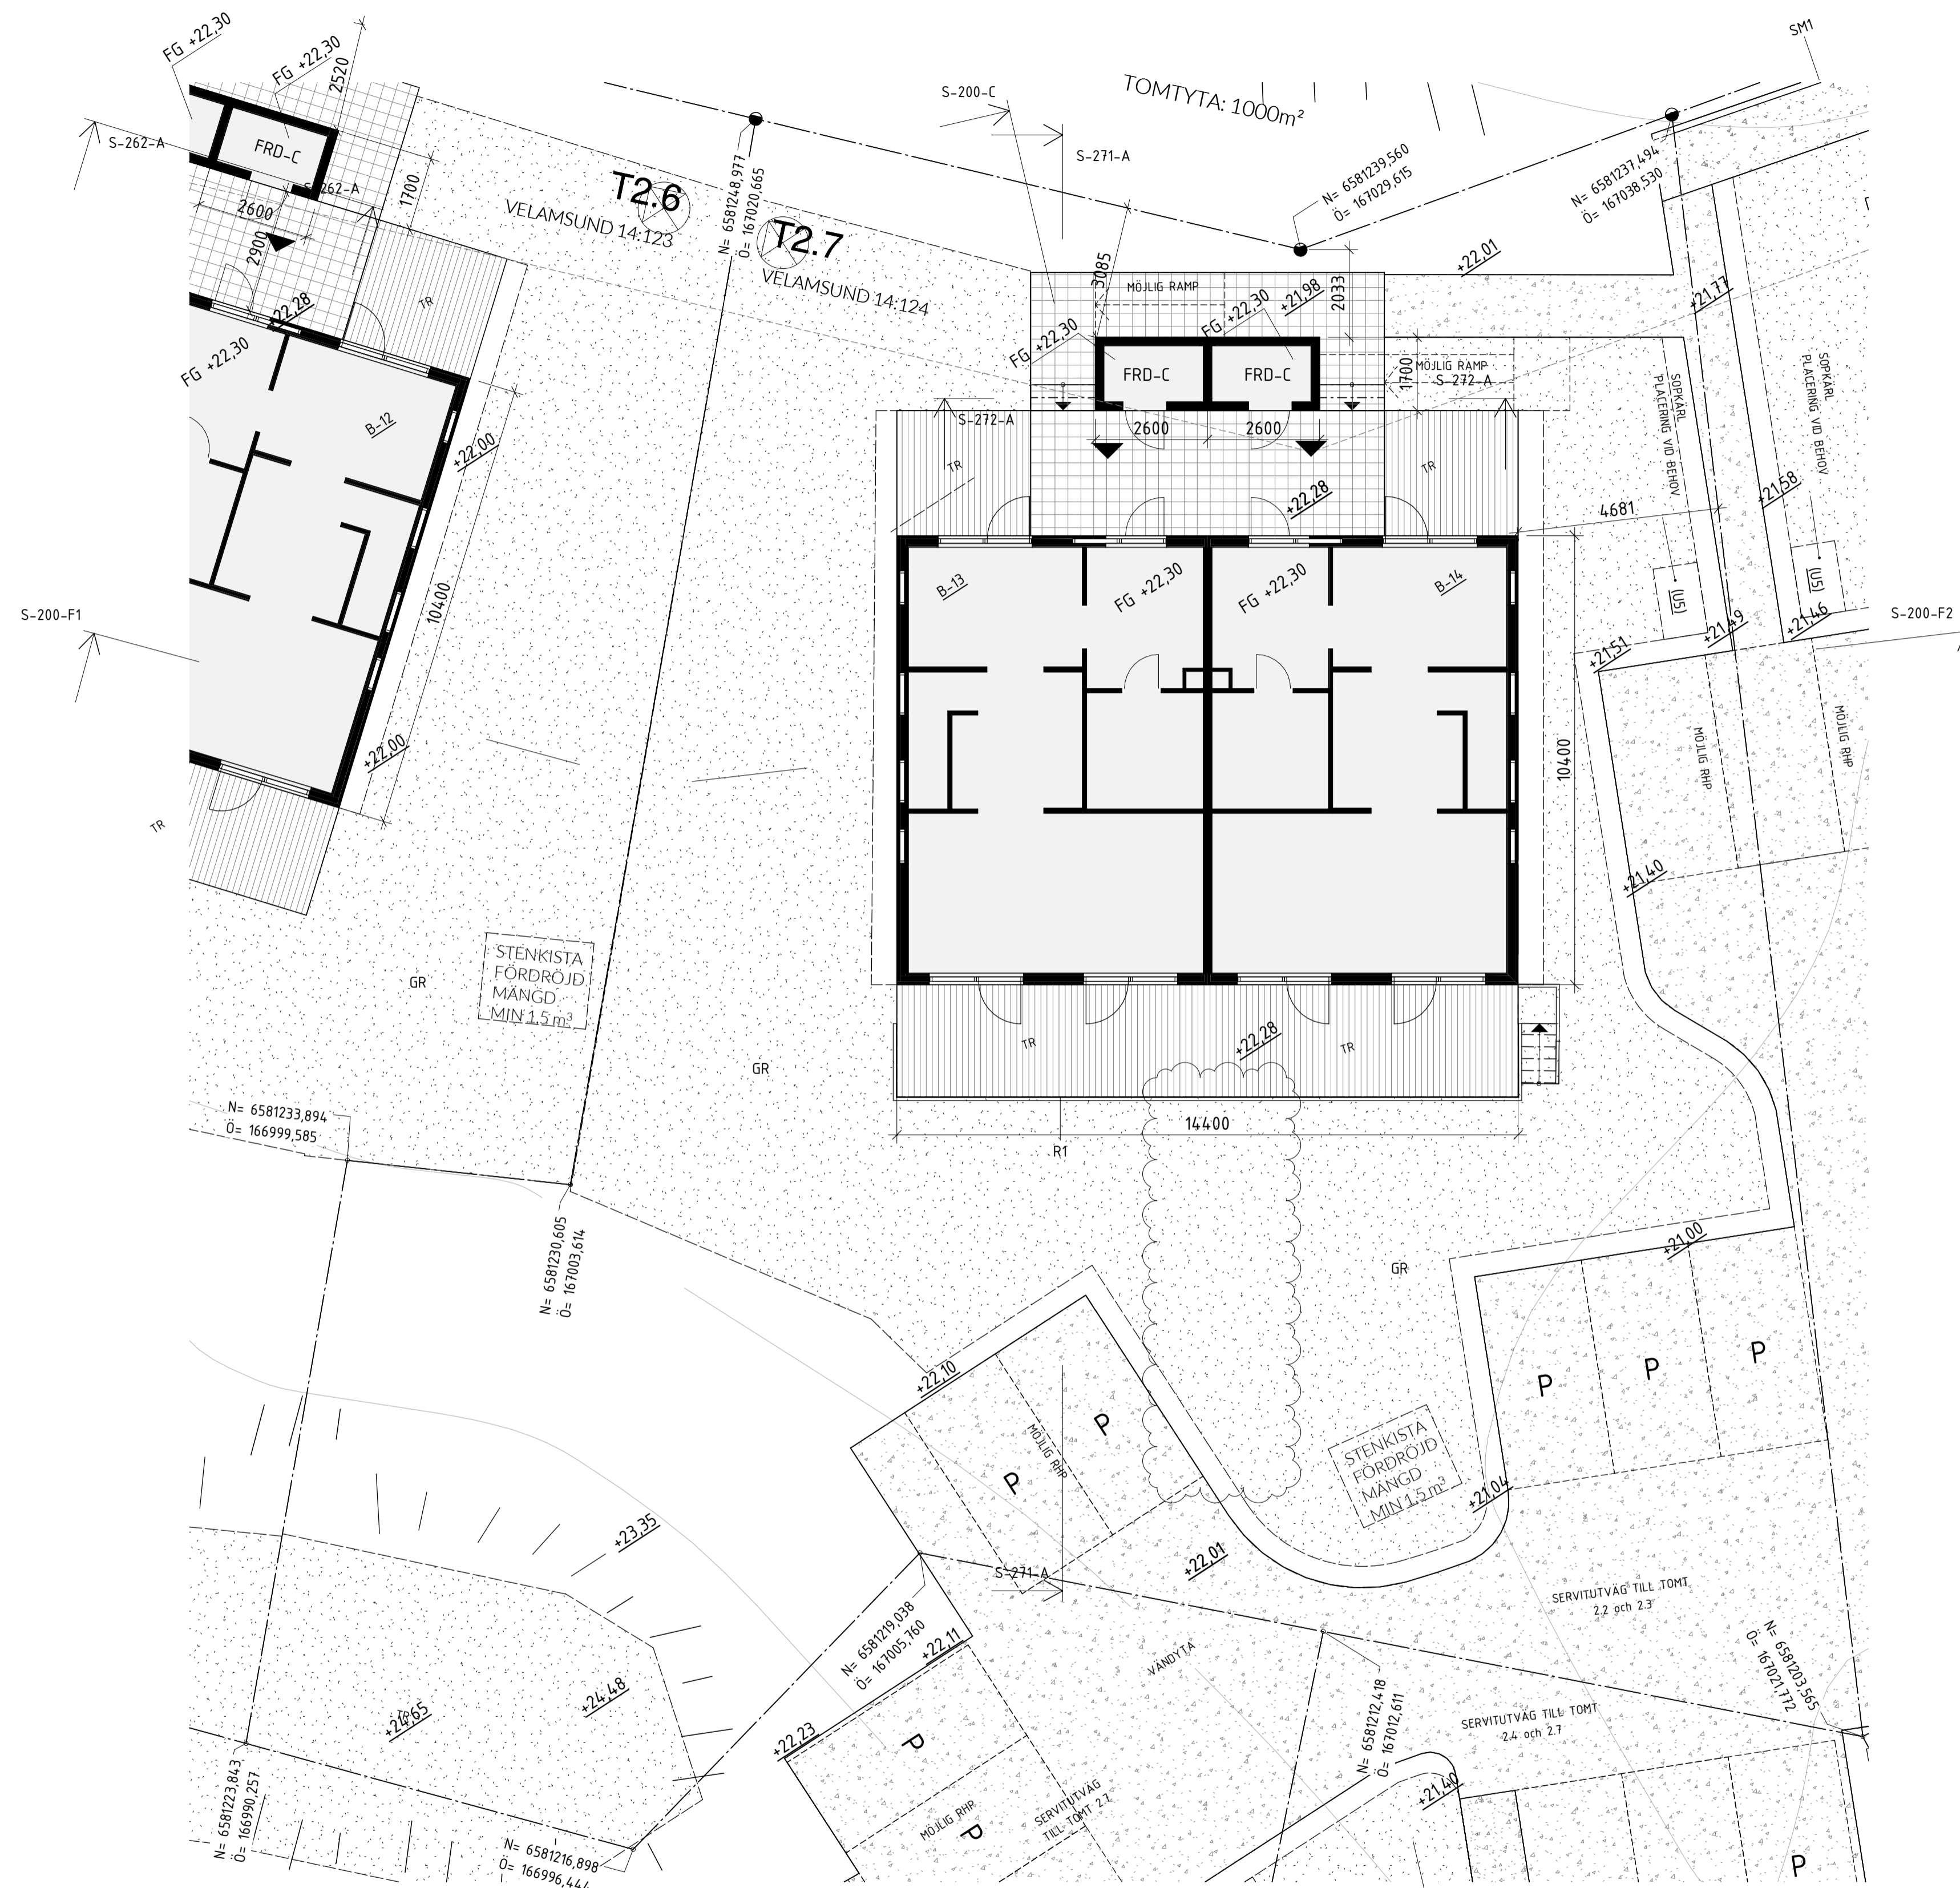 FG +22,30
FG +22,30
2520
S-200-C
TOMTYTA: 1000m²
SM1
S-262-A
FRD-C
S-262-A
2600
1700
2900
T2.6
VELAMSUND 14:123
N= 6581248,977
Ö= 167020,665
T2.7
VELAMSUND 14:124
S-271-A
N= 6581239,560
Ö= 167029,615
N= 6581237,494
Ö= 167038,530
+22,01
+21,77
3085
MÖJLIG RAMP
2033
+21,98
FG +22,30
FG +22,30
TR
+22,28
FG +22,30
FRD-C
FRD-C
1700
MÖJLIG RAMP
S-272-A
S-272-A
2600
2600
SOPKÄRL
PLACERING VID BEHOV
SOPKÄRL
PLACERING VID BEHOV
B-12
+22,00
TR
TR
+22,28
4681
+21,58
10400
B-13
FG +22,30
FG +22,30
B-14
(U5)
(U5)
S-200-F1
S-200-F2
+21,51
+21,49
+21,46
+22,00
10400
MÖJLIG RHP
MÖJLIG RHP
TR
+21,40
STENKISTA
FÖRDRÖJD
MÄNGD
MIN 1,5 m³
GR
GR
TR
+22,28
TR
14400
R1
N= 6581233,894
Ö= 166999,585
N= 6581230,605
Ö= 167003,614
GR
+21,00
+22,10
P
P
P
P
P
MÖJLIG RHP
STENKISTA
FÖRDRÖJD
MÄNGD
MIN 1,5 m³
+21,04
+23,35
S-271-A
+22,01
SERVITUTVÄG TILL TOMT
2.2 och 2.3
N= 6581219,038
Ö= 167005,760
+22,11
VÄNDYTA
N= 6581203,565
Ö= 167021,772
+24,65
+24,48
+22,23
P
N= 6581212,418
Ö= 167012,611
SERVITUTVÄG TILL TOMT
2.4 och 2.7
N= 6581223,843
Ö= 166990,257
MÖJLIG RHP
P
SERVITUTVÄG
TILL TOMT 2.7
+21,40
N= 6581216,898
Ö= 166996,444
P